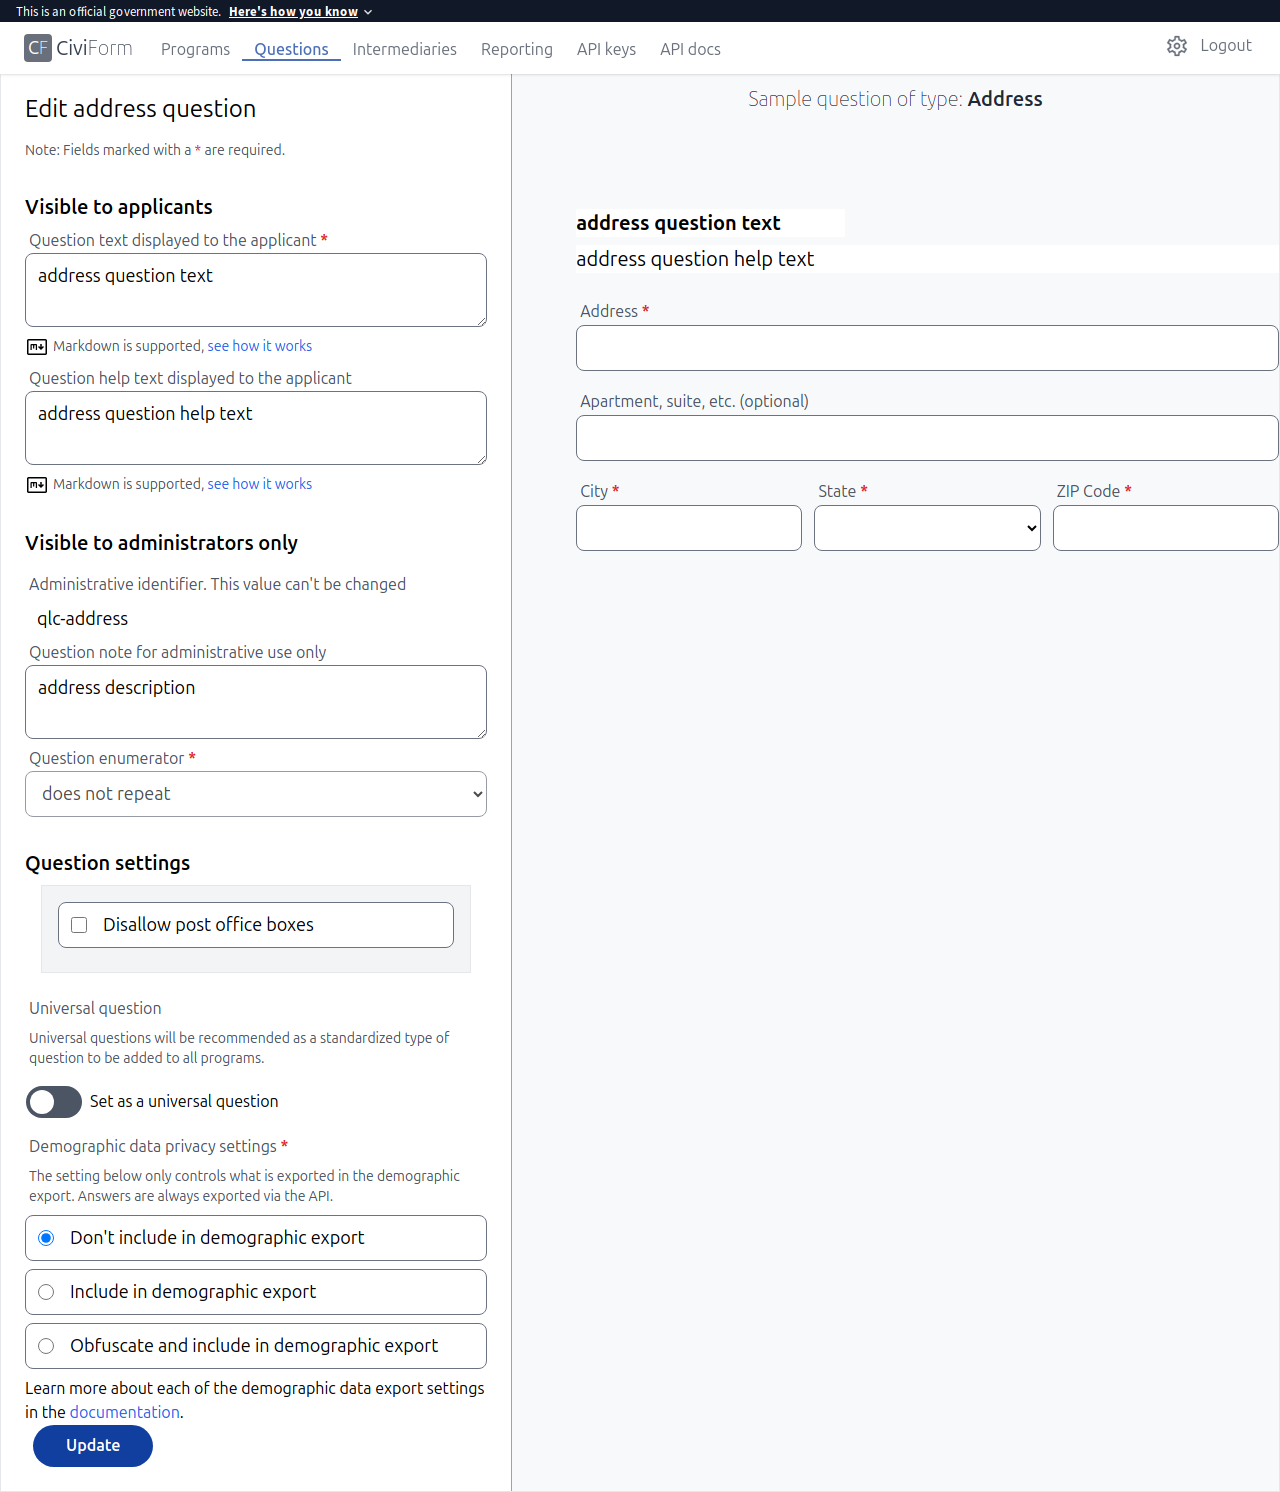 This is an official government website. Here's how you know
CF CiviForm Programs Questions Intermediaries Reporting API keys API docs Logout
Edit address question
Note: Fields marked with a * are required.
Visible to applicants
Question text displayed to the applicant *
address question text
Markdown is supported, see how it works
Question help text displayed to the applicant
address question help text
Markdown is supported, see how it works
Visible to administrators only
Administrative identifier. This value can't be changed
qlc-address
Question note for administrative use only
address description
Question enumerator *
does not repeat
Question settings
Disallow post office boxes
Universal question
Universal questions will be recommended as a standardized type of
question to be added to all programs.
Set as a universal question
Demographic data privacy settings *
The setting below only controls what is exported in the demographic
export. Answers are always exported via the API.
Don't include in demographic export
Include in demographic export
Obfuscate and include in demographic export
Learn more about each of the demographic data export settings
in the documentation.
Update
Sample question of type: Address
address question text
address question help text
Address *
Apartment, suite, etc. (optional)
City * State * ZIP Code *